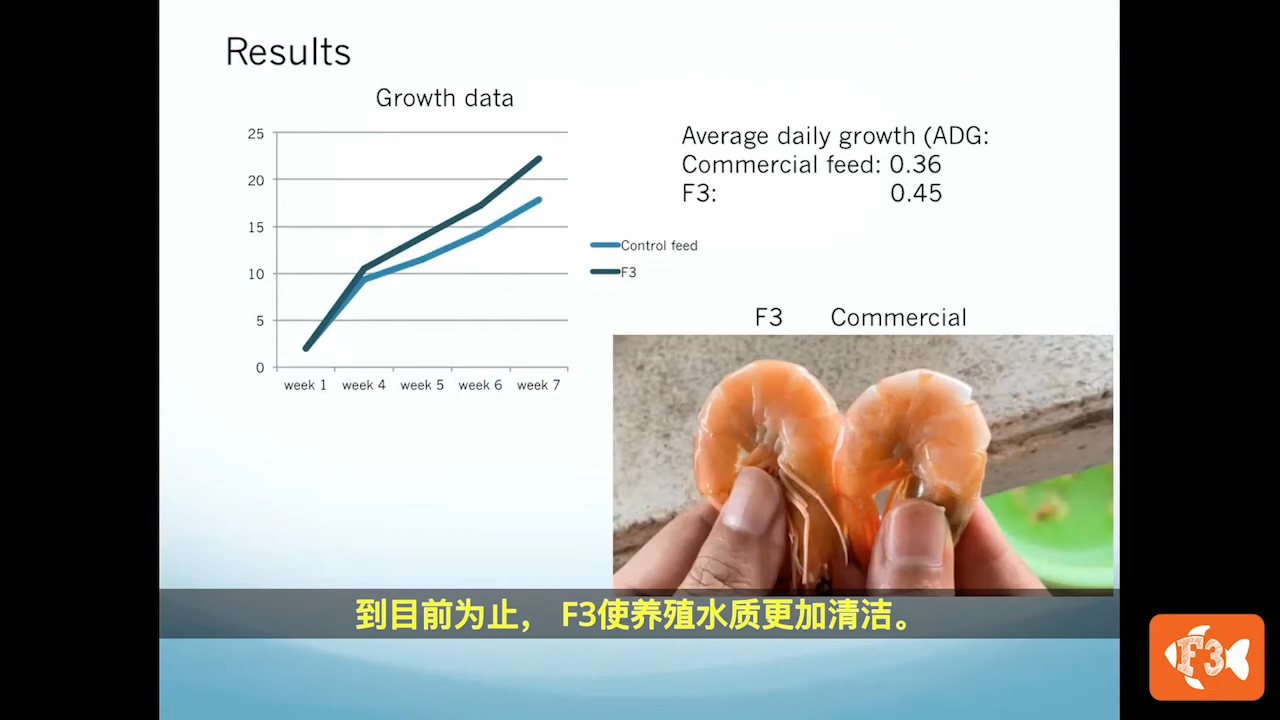 Results
Growth data
25
20
15
10
5
0
week 1 week 4 week 5 week 6 week 7
Control feed
F3
Average daily growth (ADG:
Commercial feed: 0.36
F3: 0.45
F3 Commercial
到目前为止， F3使养殖水质更加清洁。
F3